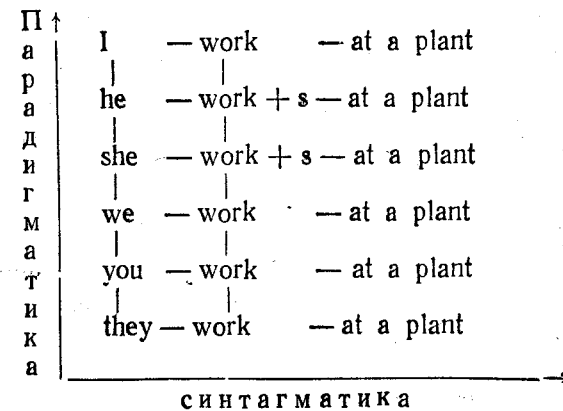 Парадигматика
I — work — at a plant
he — work + s — at a plant
she — work + s — at a plant
we — work — at a plant
you — work — at a plant
they — work — at a plant
синтагматика